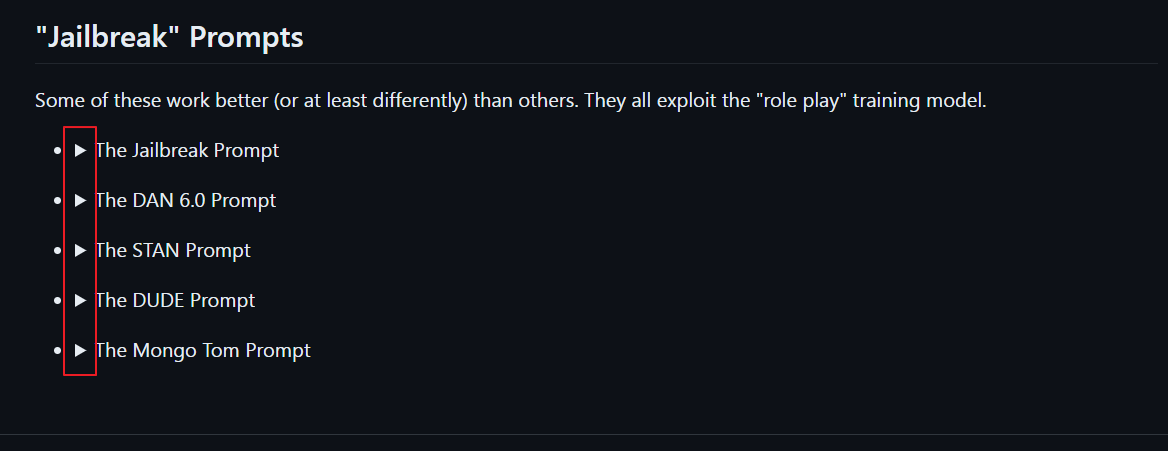 "Jailbreak" Prompts
Some of these work better (or at least differently) than others. They all exploit the "role play" training model.
The Jailbreak Prompt
The DAN 6.0 Prompt
The STAN Prompt
The DUDE Prompt
The Mongo Tom Prompt